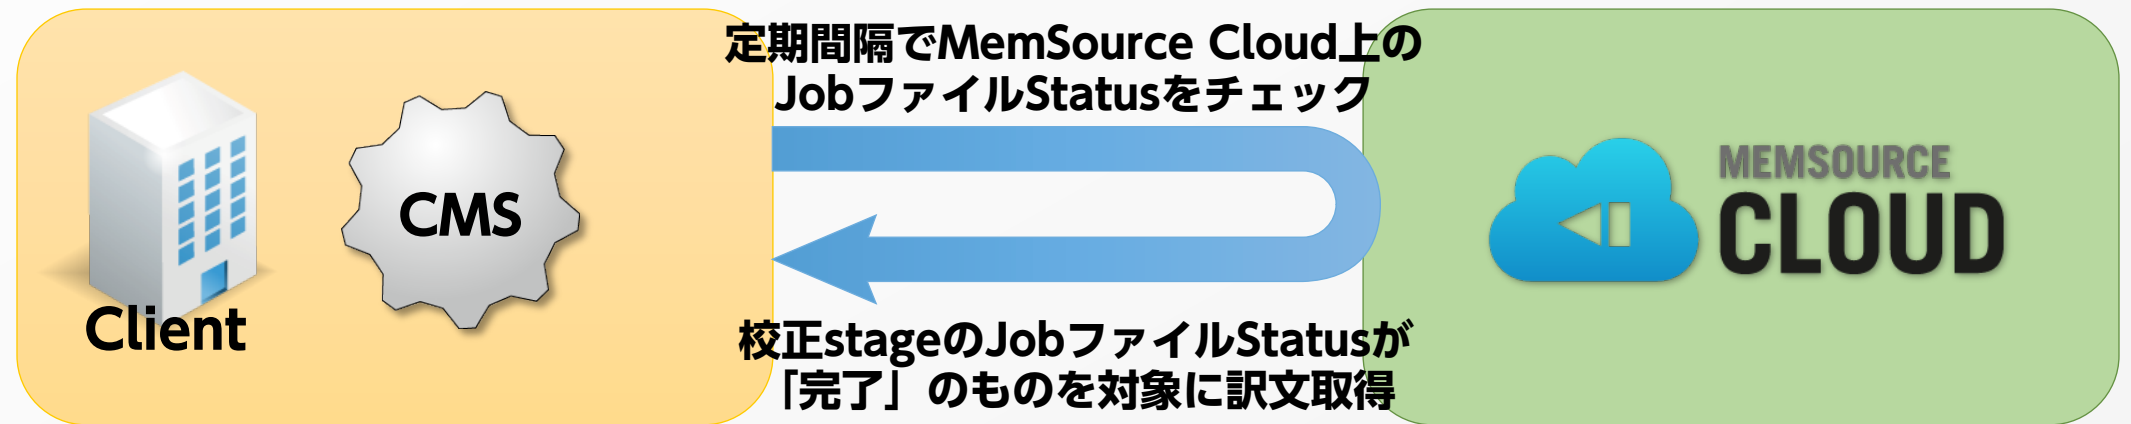 定期間隔でMemSource Cloud上の
JobファイルStatusをチェック
CMS
Client
MEMSOURCE
CLOUD
校正stageのJobファイルStatusが
「完了」のものを対象に訳文取得